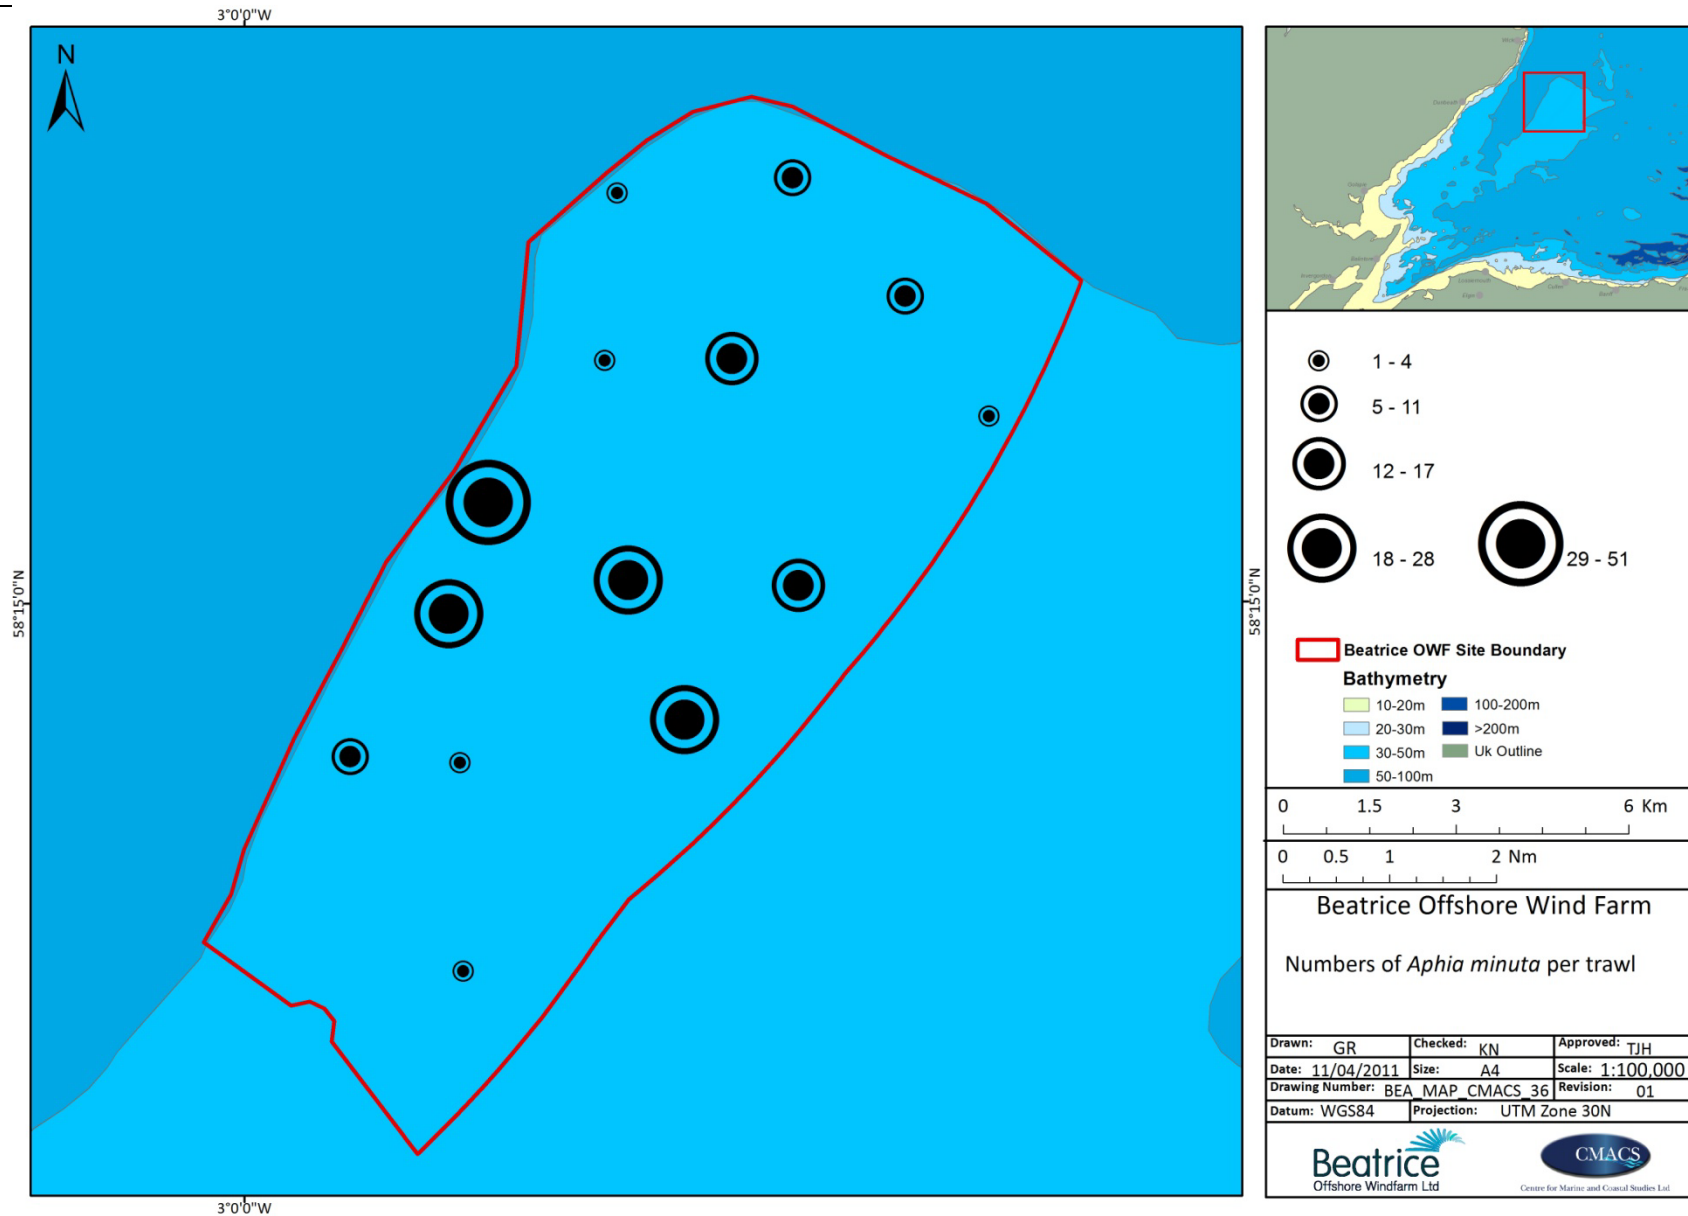 3°0'0"W
N
58°15'0"N
58°15'0"N
3°0'0"W
1 - 4
5 - 11
12 - 17
18 - 28
29 - 51
Beatrice OWF Site Boundary
Bathymetry
10-20m
100-200m
20-30m
>200m
30-50m
Uk Outline
50-100m
0 1.5 3 6 Km
0 0.5 1 2 Nm
Beatrice Offshore Wind Farm
Numbers of Aphia minuta per trawl
Drawn: GR Checked: KN Approved: TJH
Date: 11/04/2011 Size: A4 Scale: 1:100,000
Drawing Number: BEA_MAP_CMACS_36 Revision: 01
Datum: WGS84 Projection: UTM Zone 30N
Beatrice
Offshore Windfarm Ltd
CMACS
Centre for Marine and Coastal Studies Ltd